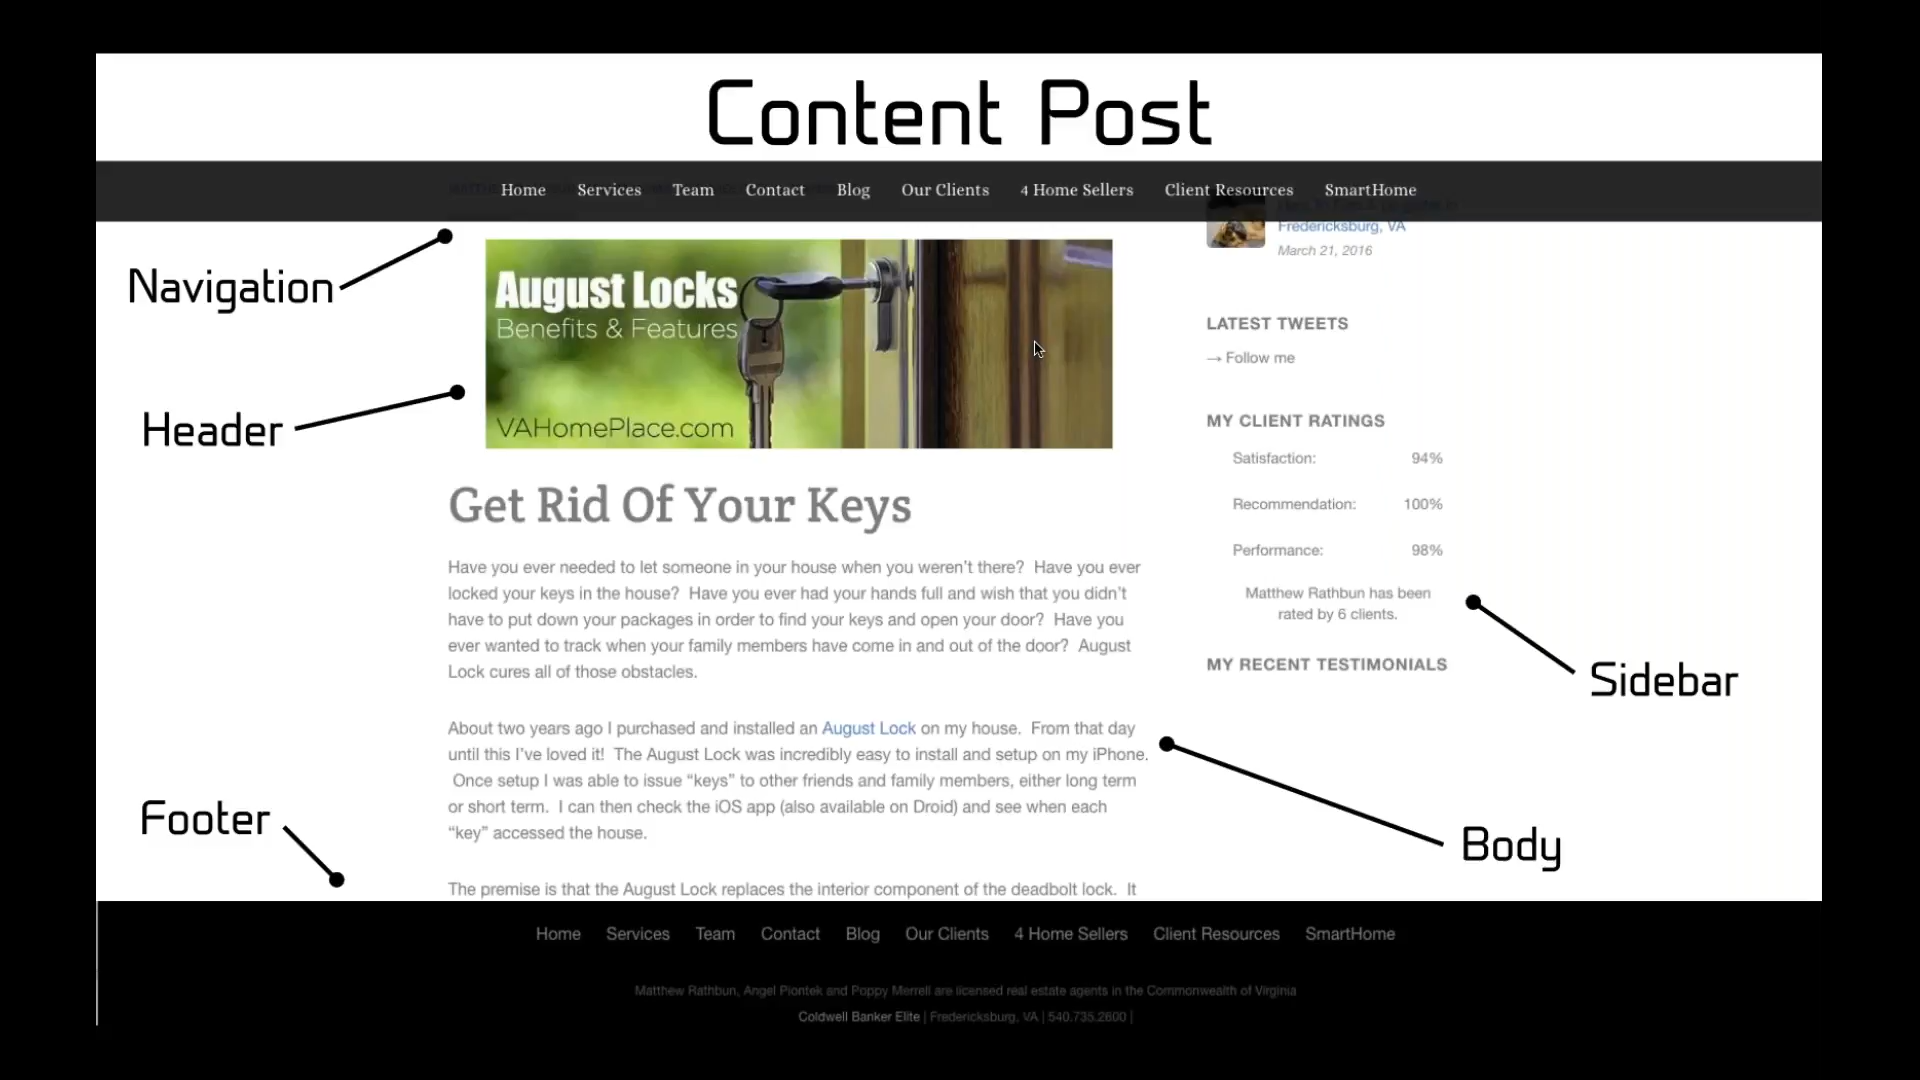 Content Post
Home Services Team Contact Blog Our Clients 4 Home Sellers Client Resources SmartHome
Fredericksburg, VA
March 21, 2016
Navigation
August Locks
Benefits & Features
VAHomePlace.com
Header
LATEST TWEETS
→ Follow me
MY CLIENT RATINGS
Satisfaction: 94%
Recommendation: 100%
Performance: 98%
Matthew Rathbun has been
rated by 6 clients.
MY RECENT TESTIMONIALS
Sidebar
Get Rid Of Your Keys
Have you ever needed to let someone in your house when you weren't there? Have you ever
locked your keys in the house? Have you ever had your hands full and wish that you didn't
have to put down your packages in order to find your keys and open your door? Have you
ever wanted to track when your family members have come in and out of the door? August
Lock cures all of those obstacles.
About two years ago I purchased and installed an August Lock on my house. From that day
until this I've loved it! The August Lock was incredibly easy to install and setup on my iPhone.
Once setup I was able to issue “keys” to other friends and family members, either long term
or short term. I can then check the iOS app (also available on Droid) and see when each
“key” accessed the house.
The premise is that the August Lock replaces the interior component of the deadbolt lock. It
Body
Footer
Home Services Team Contact Blog Our Clients 4 Home Sellers Client Resources SmartHome
Matthew Rathbun, Angel Piontek and Poppy Merrell are licensed real estate agents in the Commonwealth of Virginia
Coldwell Banker Elite | Fredericksburg, VA | 540.735.2600 |